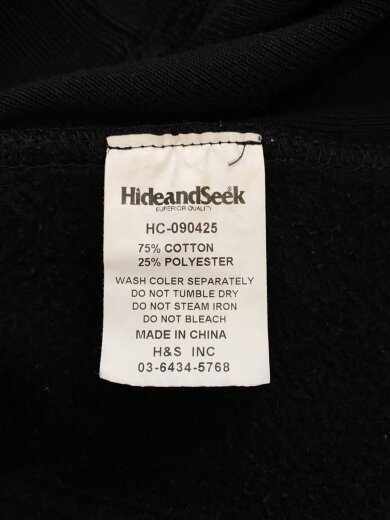 HideandSeek
SUPERIOR QUALITY
HC-090425
75% COTTON
25% POLYESTER
WASH COLER SEPARATELY
DO NOT TUMBLE DRY
DO NOT STEAM IRON
DO NOT BLEACH
MADE IN CHINA
H&S INC
03-6434-5768